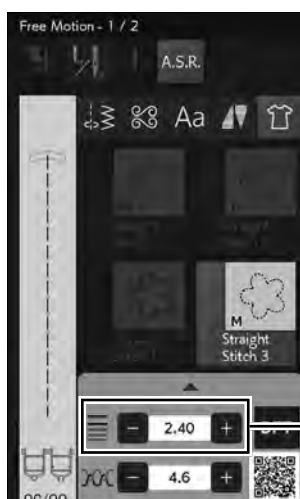 Free Motion - 1 / 2
A.S.R.
Aa
M
Straight
Stitch 3
2.40
4.6